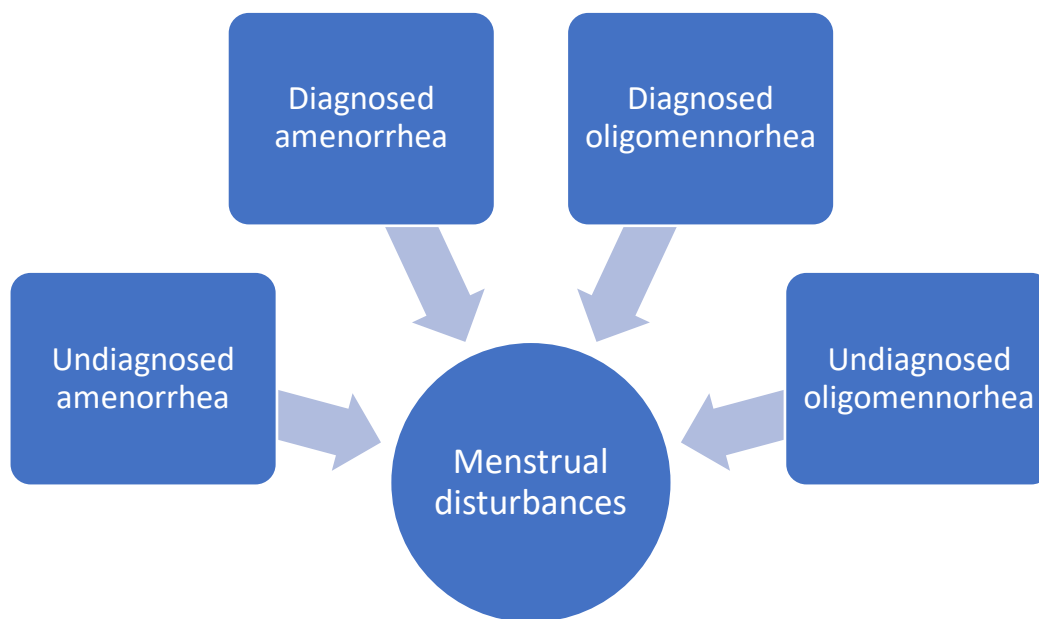 Diagnosed
amenorrhea
Diagnosed
oligomennorhea
Undiagnosed
amenorrhea
Undiagnosed
oligomennorhea
Menstrual
disturbances